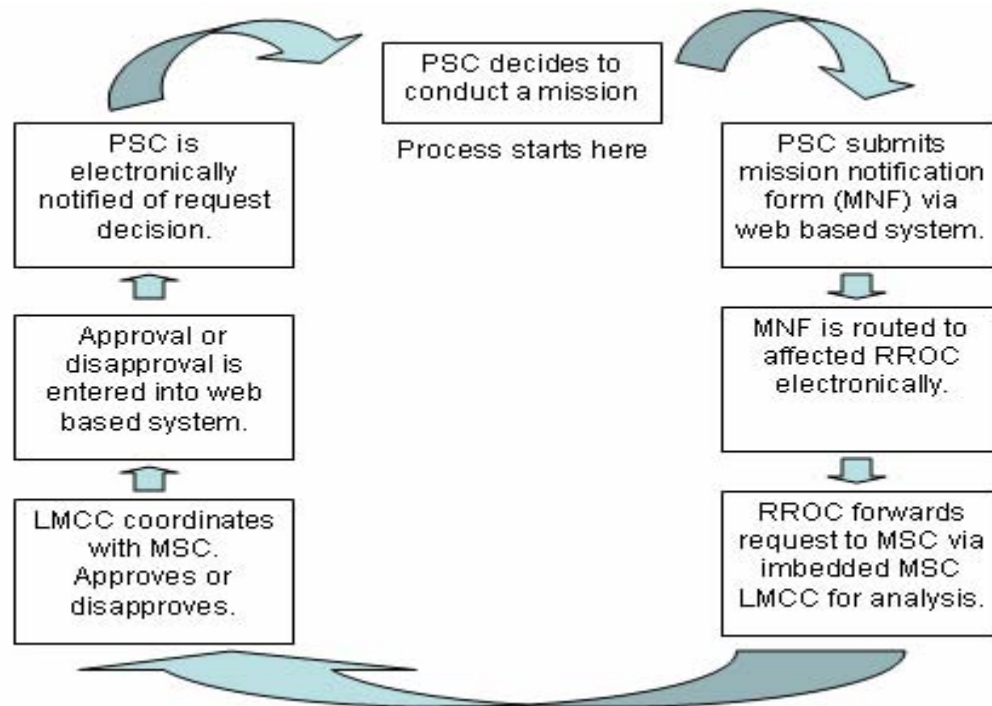 PSC decides to
conduct a mission
Process starts here
PSC submits
mission notification
form (MNF) via
web based system.
MNF is routed to
affected RROC
electronically.
RROC forwards
request to MSC via
imbedded MSC
LMCC for analysis.
LMCC coordinates
with MSC.
Approves or
disapproves.
Approval or
disapproval is
entered into web
based system.
PSC is
electronically
notified of request
decision.